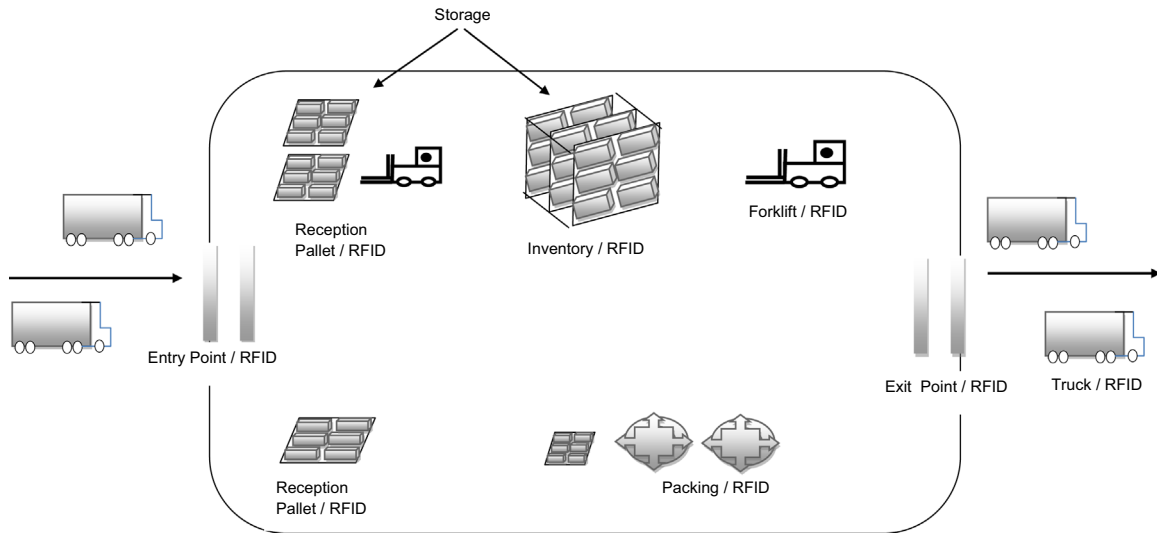 Storage
Reception
Pallet / RFID
Inventory / RFID
Forklift / RFID
Entry Point / RFID
Exit Point / RFID
Truck / RFID
Reception
Pallet / RFID
Packing / RFID